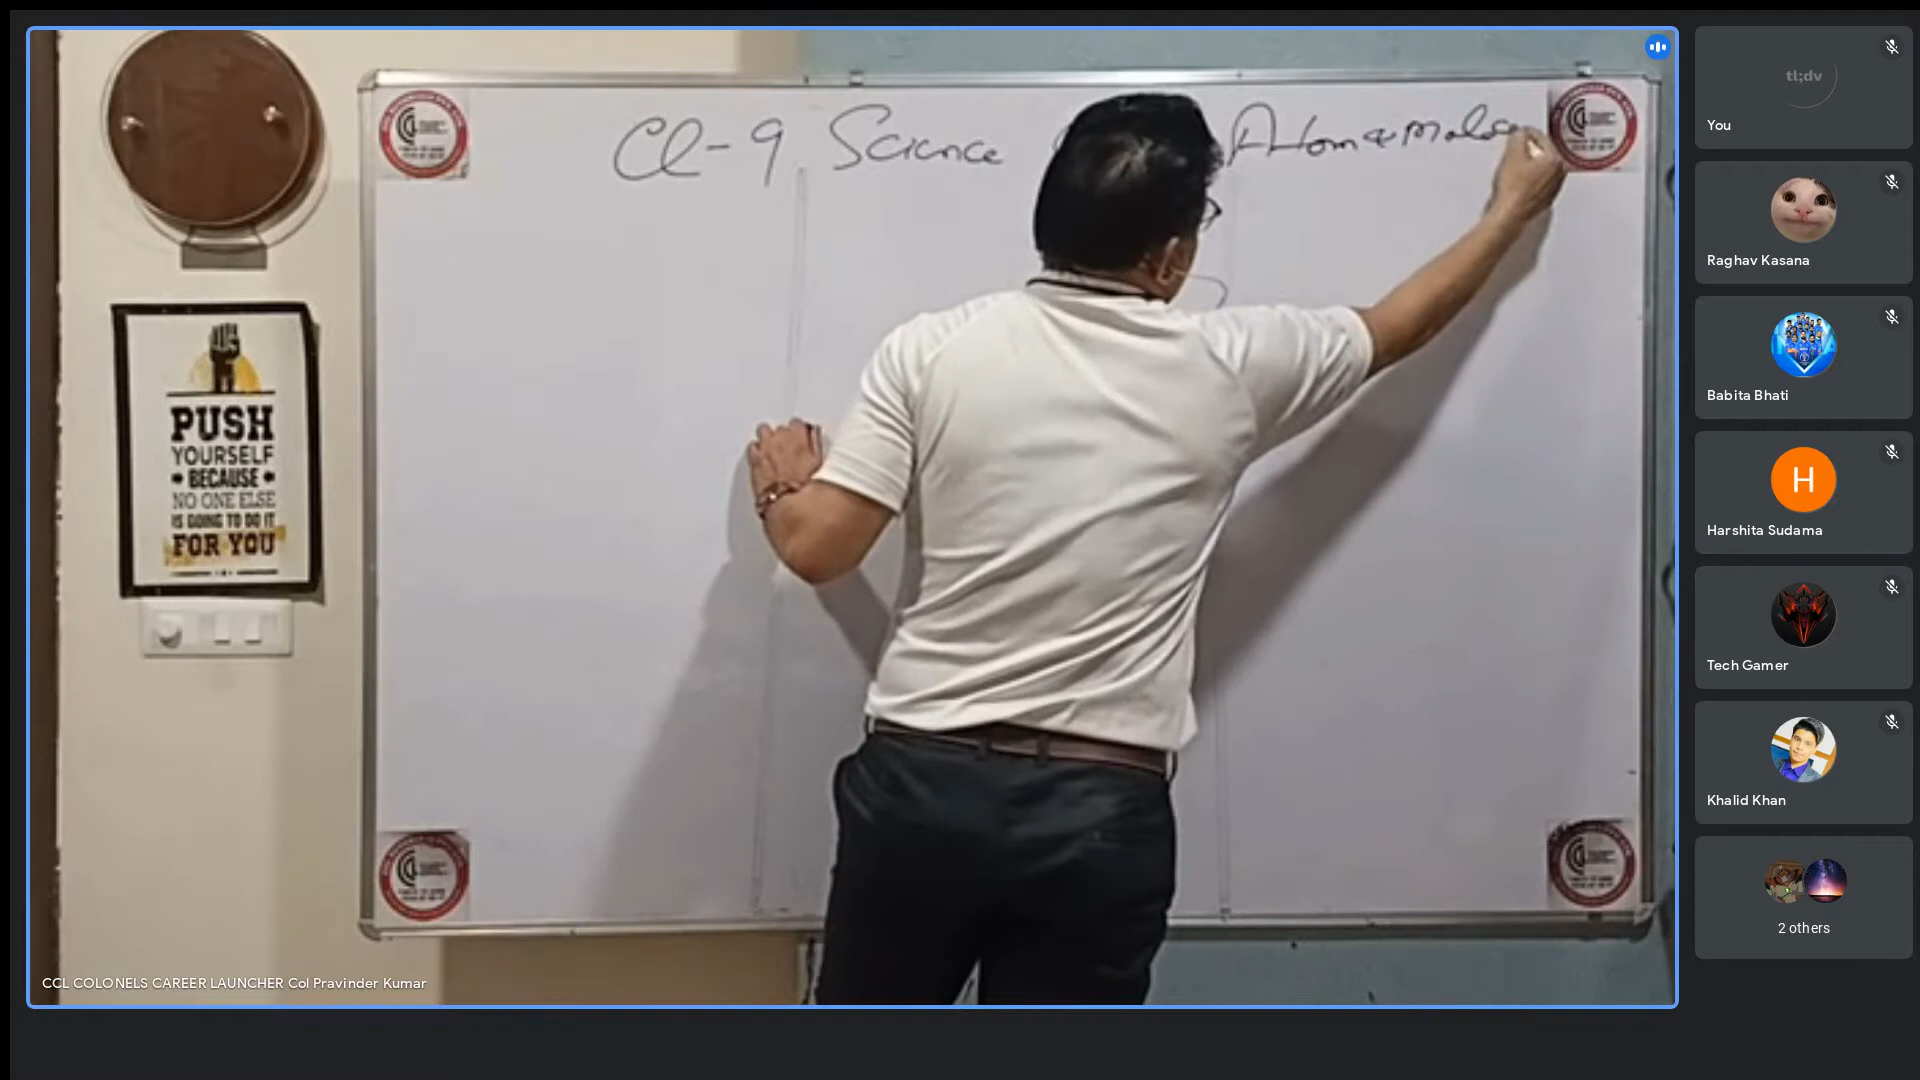 Cl-9 Science Atom & Molecu
tl;dv
You
Raghav Kasana
Babita Bhati
Harshita Sudama
H
Tech Gamer
Khalid Khan
2 others
PUSH
YOURSELF
BECAUSE
NO ONE ELSE
IS GOING TO DO IT
FOR YOU
CCL COLONELS CAREER LAUNCHER Col Pravinder Kumar